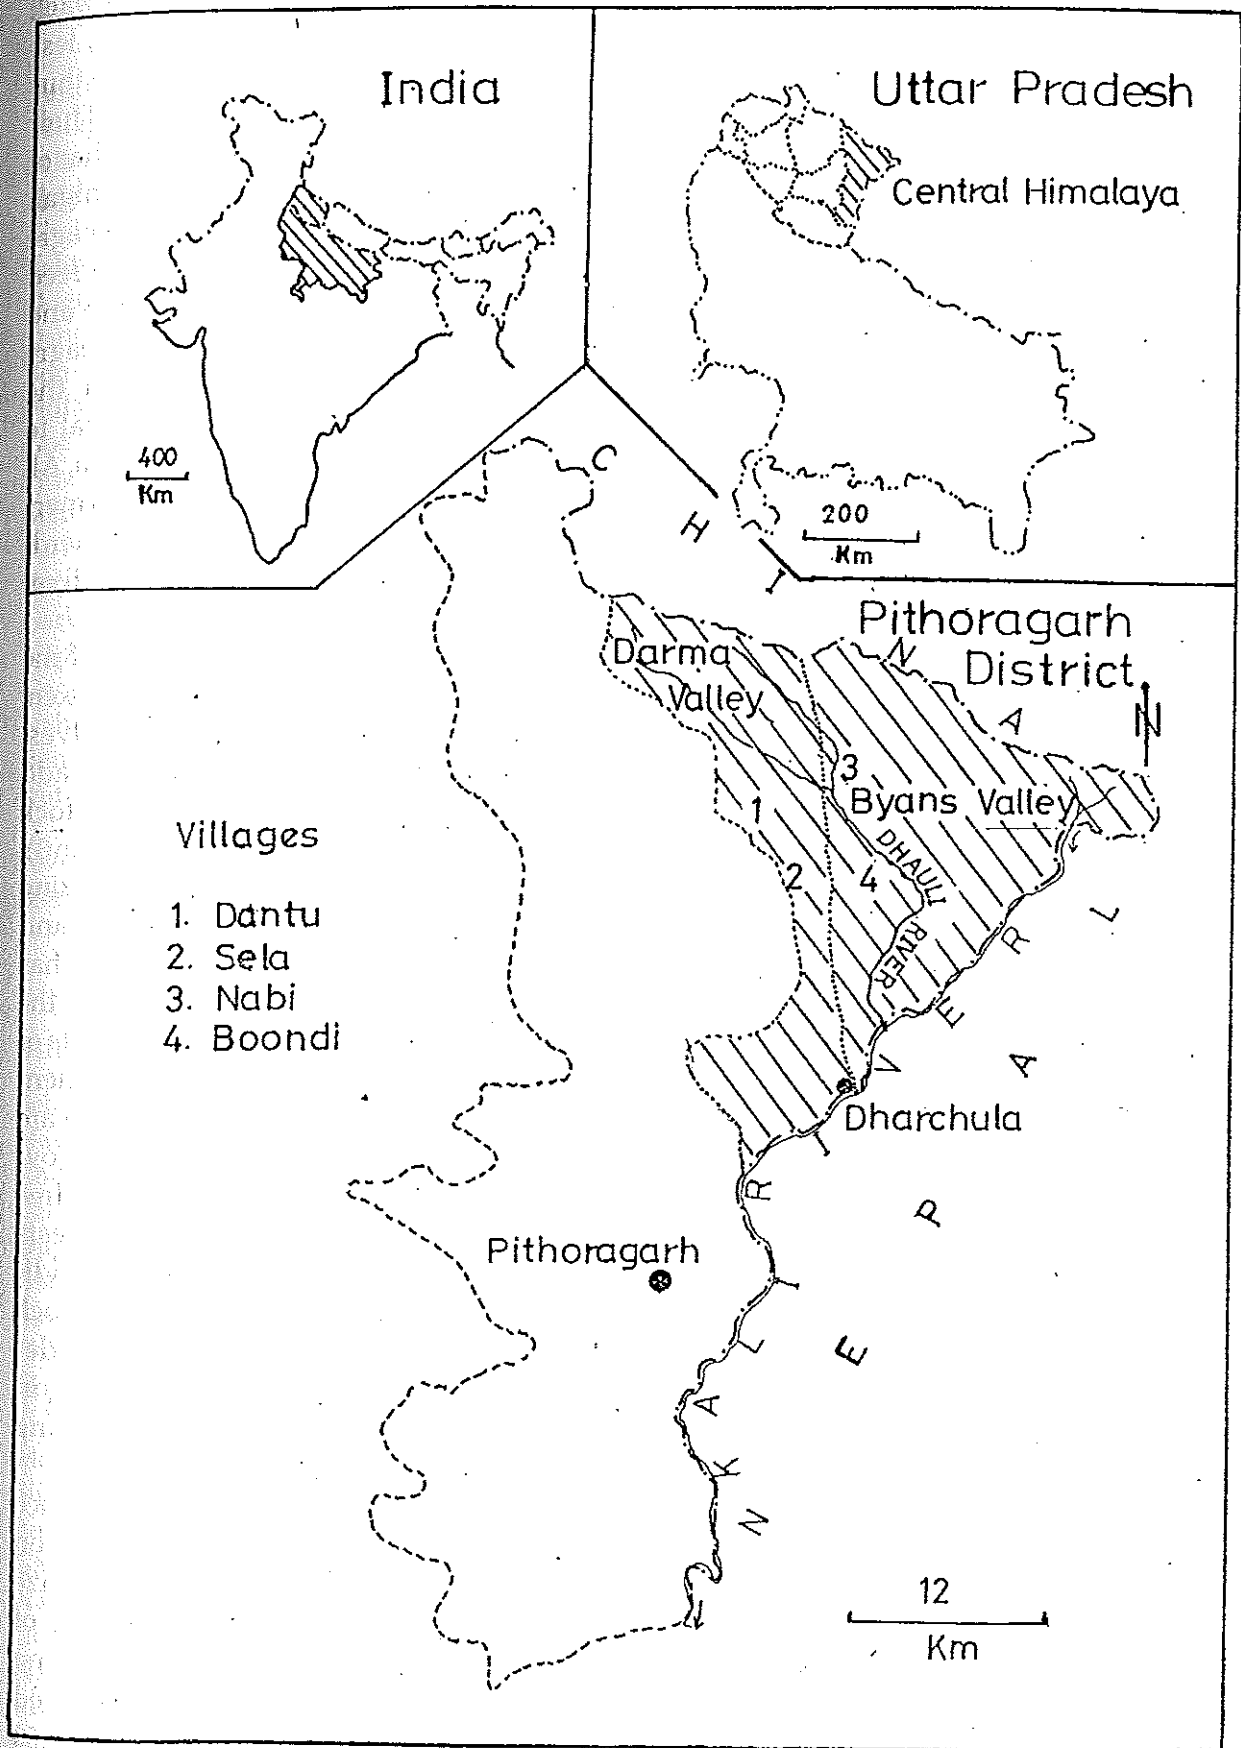 India
400
Km
Uttar Pradesh
Central Himalaya
200
Km
Pithoragarh
District
N
CHINA
Darma
Valley
3
Byans Valley
1
2
4
DHAULI
RIVER
Villages
1. Dantu
2. Sela
3. Nabi
4. Boondi
Dharchula
Pithoragarh
KALI RIVER
NEPAL
12
Km